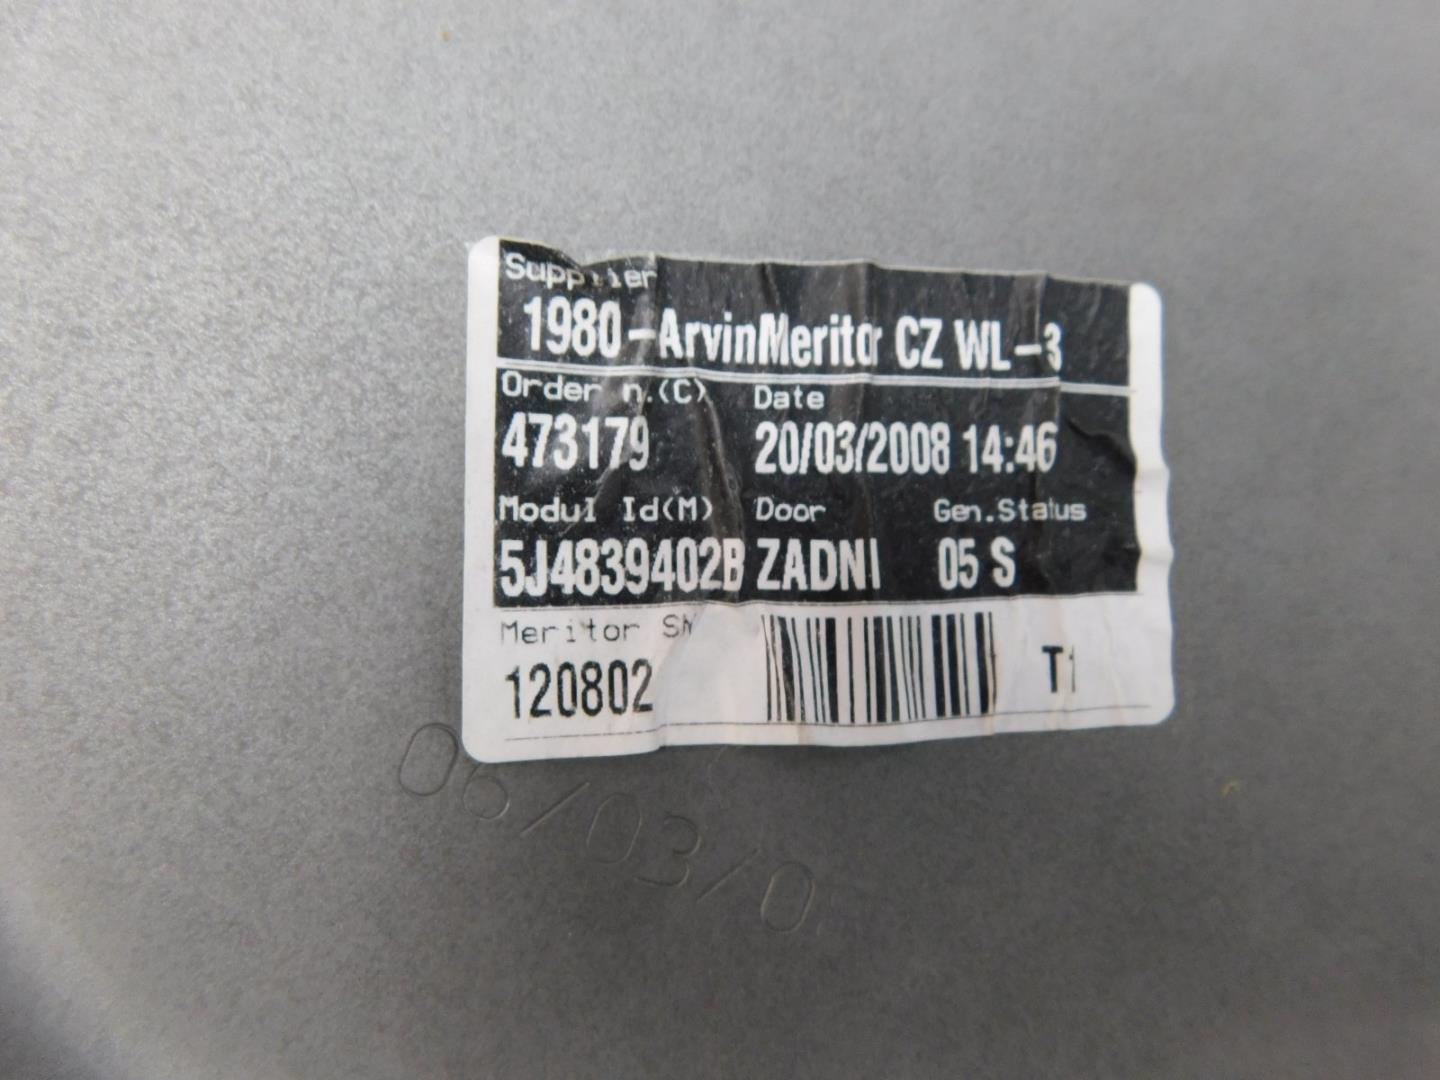 Supplier
1980-ArvinMeritor CZ WL-3
Order n.(C) Date
473179 20/03/2008 14:46
Modul Id(M) Door Gen.Status
5J4839402B ZADNI 05 S
Meritor SN
120802 T1
06/03/0